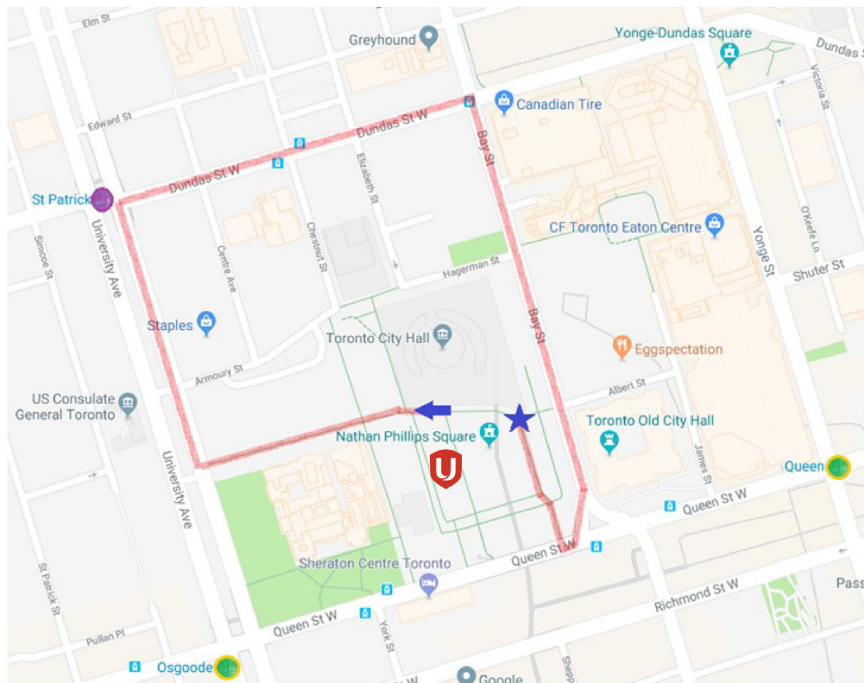 Elm St
Greyhound
Yonge-Dundas Square
Dundas S
Canadian Tire
Victoria St
Edward St
Dundas St W
Dundas St W
Bay St
Elizabeth St
St Patrick
University Ave
Simcoe St
Centre Ave
Chestnut St
CF Toronto Eaton Centre
Yonge St
O'Keefe Ln
Hagerman St
Shuter St
Staples
Toronto City Hall
Bay St
Eggspectation
Armoury St
US Consulate
General Toronto
Albert St
Nathan Phillips Square
Toronto Old City Hall
U
University Ave
James St
Queen
Queen St W
Queen St W
Sheraton Centre Toronto
St Patrick St
Richmond St W
Pass
Pullan Pl
Queen St W
York St
Osgoode
Google
Shepp